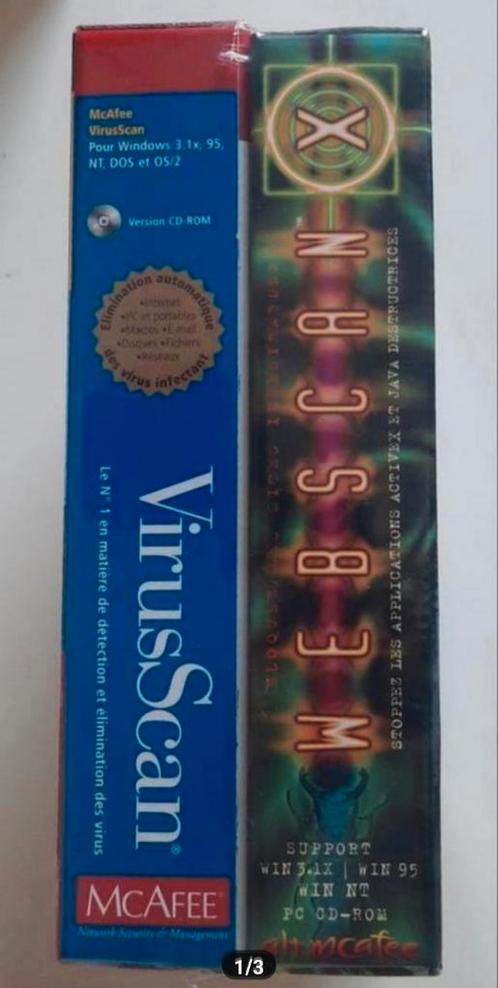 McAfee
VirusScan
Pour Windows 3.1x, 95,
NT, DOS et OS/2
Version CD-ROM
Elimination automatique
•Internet
•PC et portables
•Macros •E.mail
•Disques •Fichiers
•Réseaux
des virus infectant
VirusScan®
Le N° 1 en matière de détection et élimination des virus
McAFEE®
Network Security & Management
X
WEBSCAN™
STOPPEZ LES APPLICATIONS ACTIVEX ET JAVA DESTRUCTRICES
SUPPORT
WIN 3.1X | WIN 95
WIN NT
PC CD-ROM
mcafee
1/3